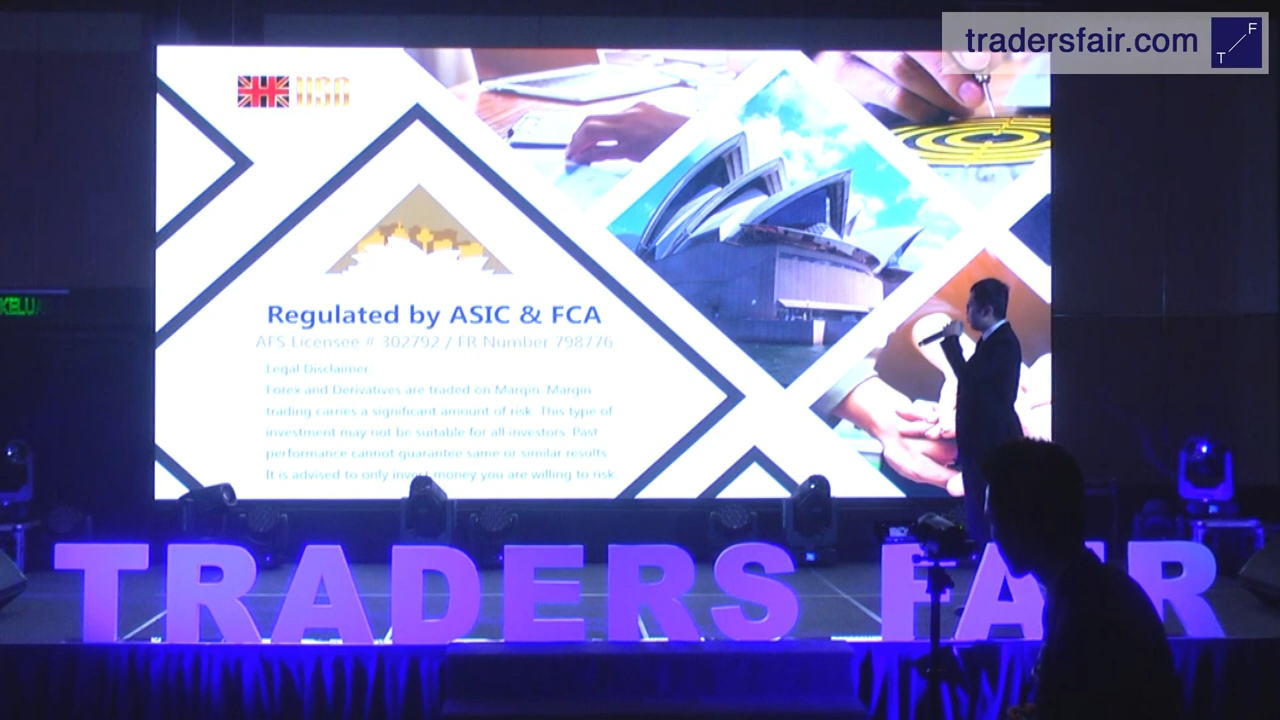 tradersfair.com
F
T
Regulated by ASIC & FCA
AFS Licensee # 302792 / FR Number 798776
Legal Disclaimer:
Forex and Derivatives are traded on Margin. Margin
trading carries a significant amount of risk. This type of
investment may not be suitable for all investors. Past
performance cannot guarantee same or similar results.
It is advised to only invest money you are willing to risk.
KELUA
TRADERS FAIR